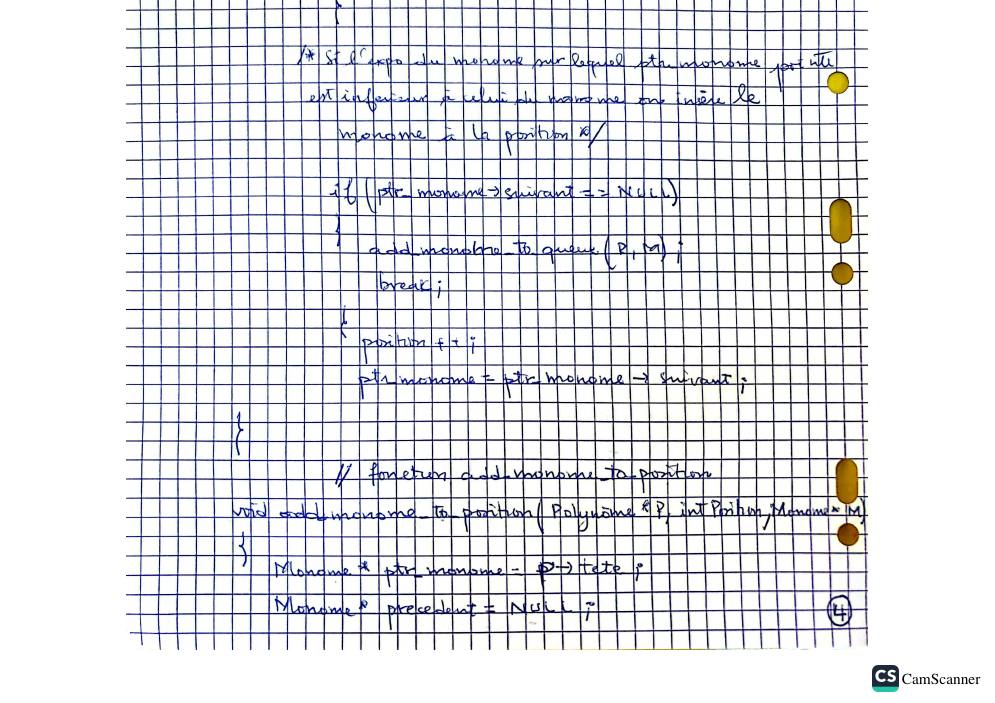 }
/* Si l'expo du monome sur lequel ptr_monome pointe
est inferieur à celui du monome on insère le
monome à la position */
if (ptr_monome->suivant == NULL)
{
add_monome_to_queue(P, M);
break;
}
position ++;
ptr_monome = ptr_monome -> suivant;
}
// fonction add_monome_to_position
void add_monome_to_position(Polynôme *P, int Position, Monome* M)
{
Monome * ptr_monome = P->tete;
Monome * precedent = NULL;
4
CS CamScanner